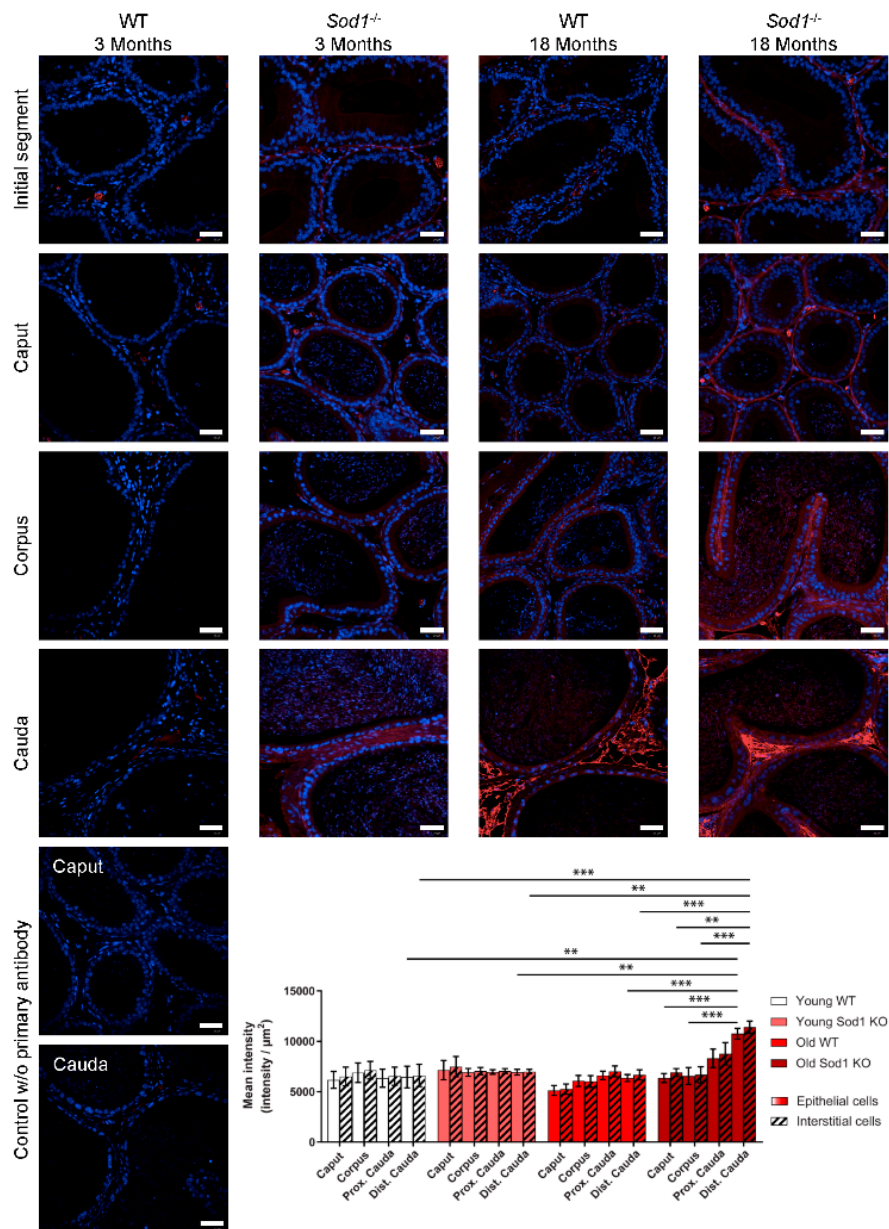 WT
3 Months
Sod1-/-
3 Months
WT
18 Months
Sod1-/-
18 Months
Initial segment
Caput
Corpus
Cauda
Control w/o primary antibody
Caput
Cauda
***
**
***
**
***
**
**
***
***
***
Mean intensity
(intensity / µm²)
15000
10000
5000
0
Caput
Corpus
Prox. Cauda
Dist. Cauda
Caput
Corpus
Prox. Cauda
Dist. Cauda
Caput
Corpus
Prox. Cauda
Dist. Cauda
Caput
Corpus
Prox. Cauda
Dist. Cauda
Young WT
Young Sod1 KO
Old WT
Old Sod1 KO
Epithelial cells
Interstitial cells